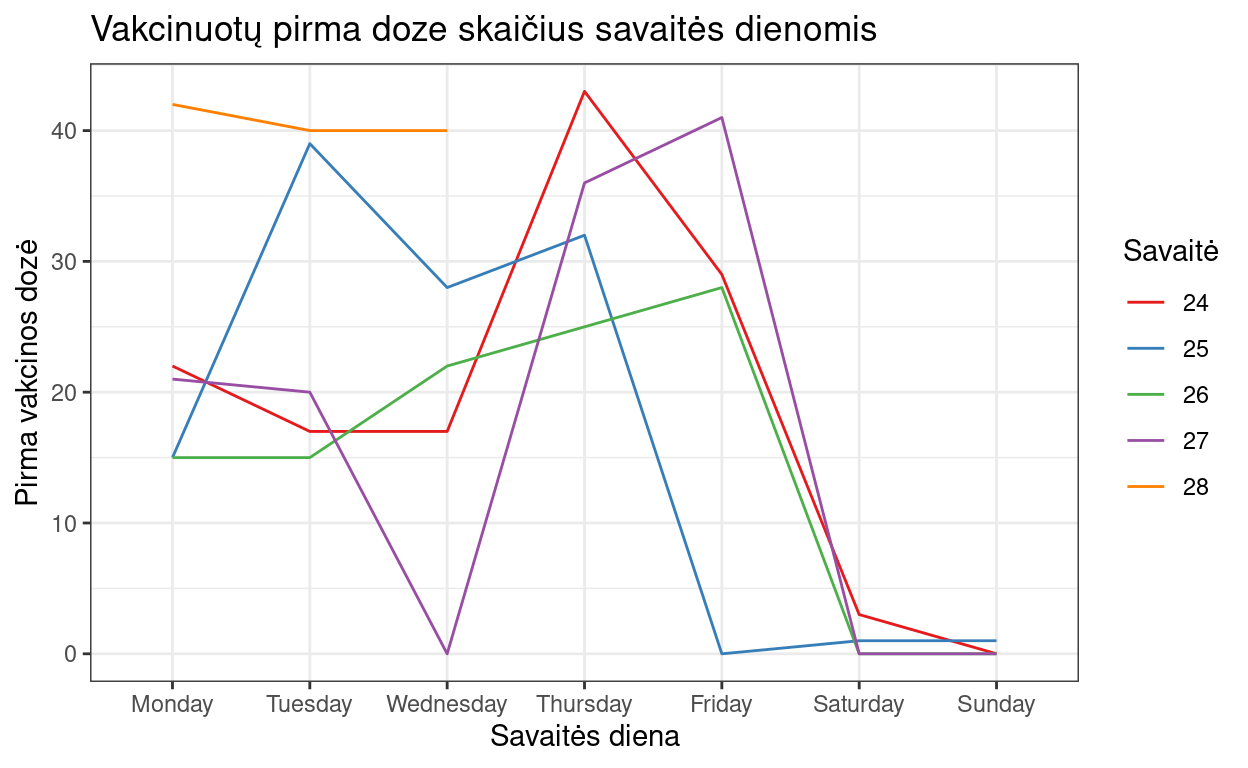 Vakcinuotų pirma doze skaičius savaitės dienomis
Pirma vakcinos dozė
40
30
20
10
0
Monday Tuesday Wednesday Thursday Friday Saturday Sunday
Savaitės diena
Savaitė
24
25
26
27
28